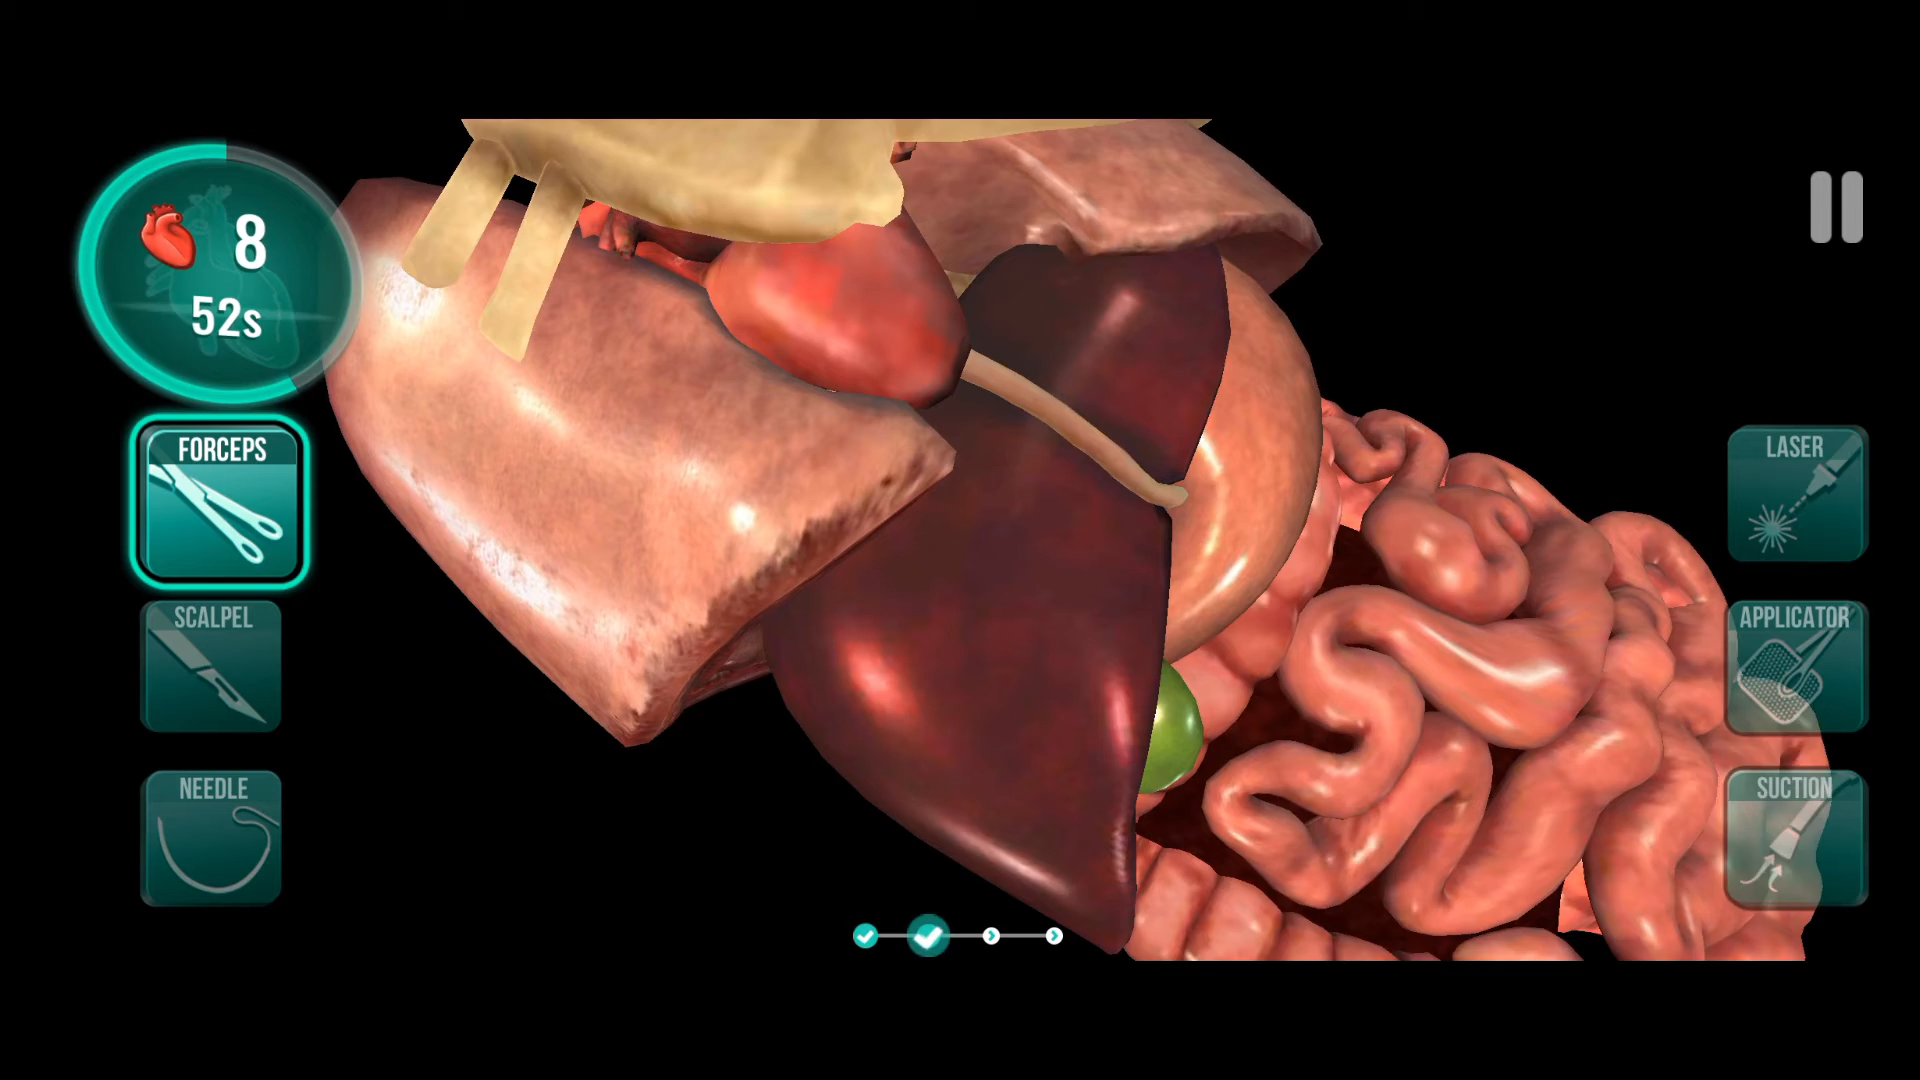 8
52s
FORCEPS
SCALPEL
NEEDLE
LASER
APPLICATOR
SUCTION